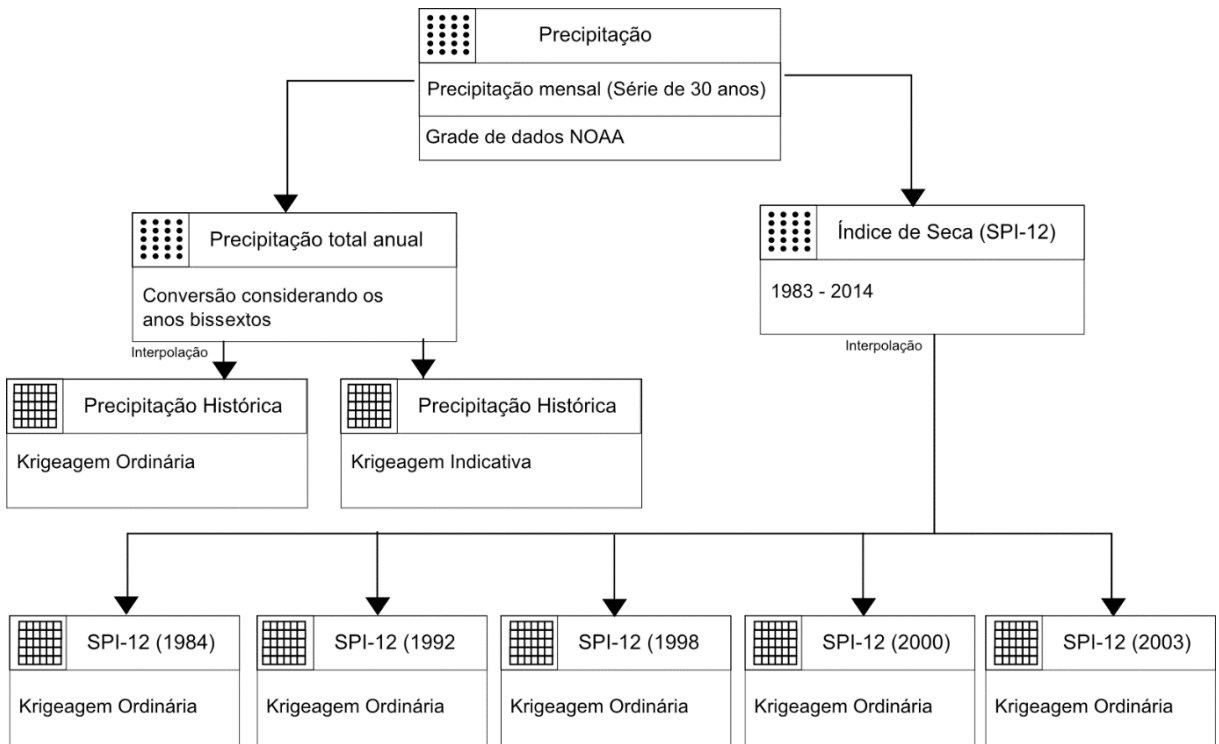 Precipitação
Precipitação mensal (Série de 30 anos)
Grade de dados NOAA
Precipitação total anual
Conversão considerando os
anos bissextos
Interpolação
Índice de Seca (SPI-12)
1983 - 2014
Interpolação
Precipitação Histórica
Krigeagem Ordinária
Precipitação Histórica
Krigeagem Indicativa
SPI-12 (1984)
Krigeagem Ordinária
SPI-12 (1992
Krigeagem Ordinária
SPI-12 (1998
Krigeagem Ordinária
SPI-12 (2000)
Krigeagem Ordinária
SPI-12 (2003)
Krigeagem Ordinária